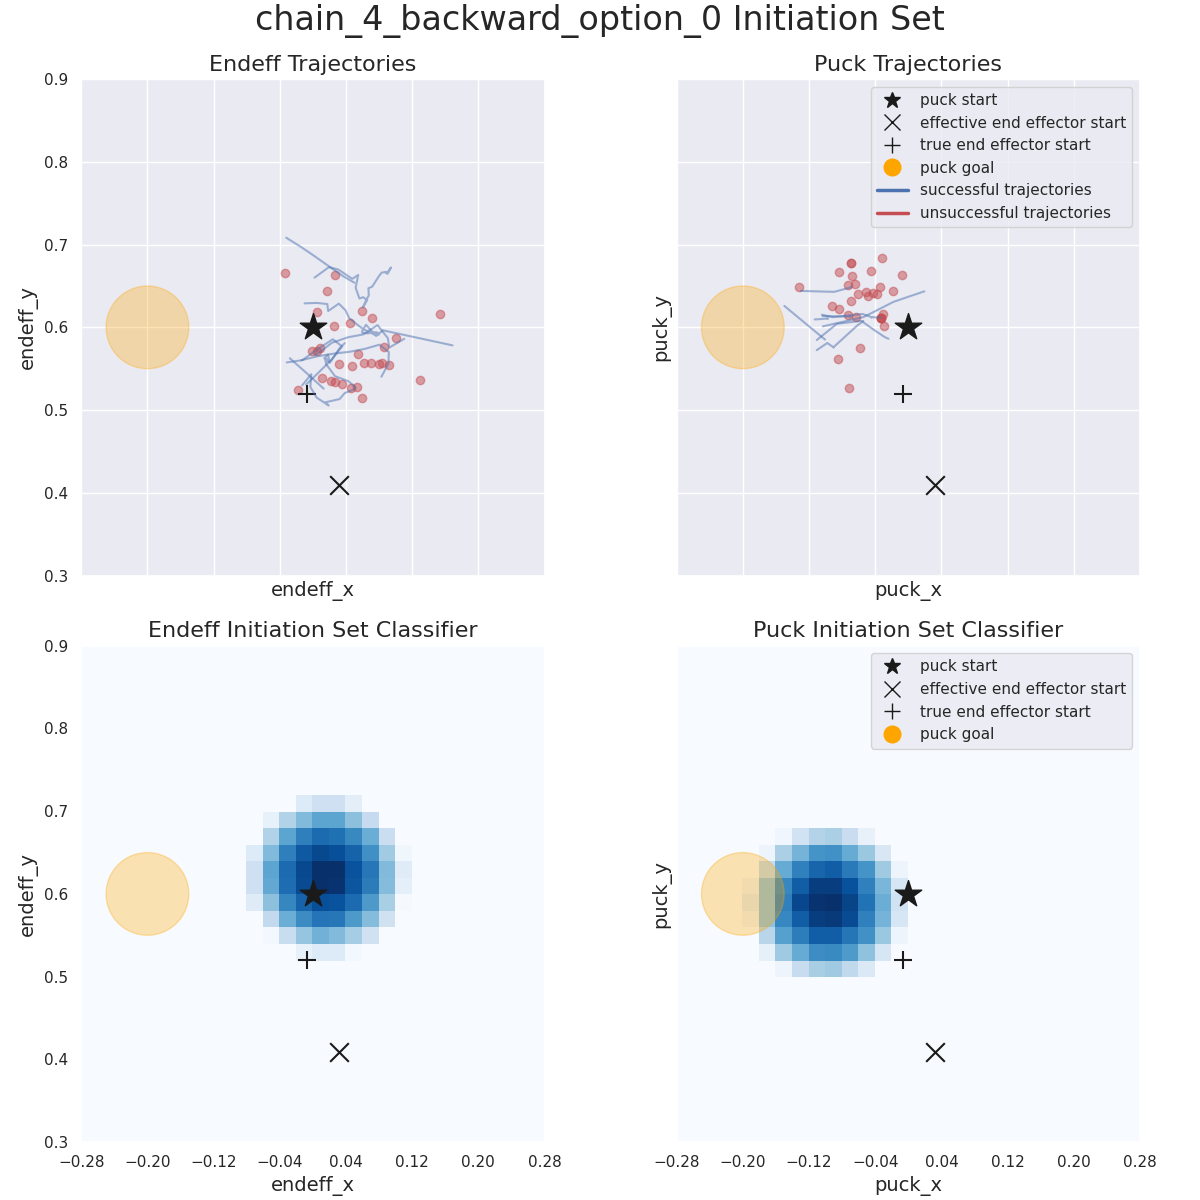 chain_4_backward_option_0 Initiation Set
Endeff Trajectories
0.9
0.8
0.7
0.6
0.5
0.4
0.3
endeff_y
endeff_x
Puck Trajectories
puck start
effective end effector start
true end effector start
puck goal
successful trajectories
unsuccessful trajectories
puck_y
puck_x
Endeff Initiation Set Classifier
0.9
0.8
0.7
0.6
0.5
0.4
0.3
endeff_y
−0.28 −0.20 −0.12 −0.04 0.04 0.12 0.20 0.28
endeff_x
Puck Initiation Set Classifier
puck start
effective end effector start
true end effector start
puck goal
puck_y
−0.28 −0.20 −0.12 −0.04 0.04 0.12 0.20 0.28
puck_x